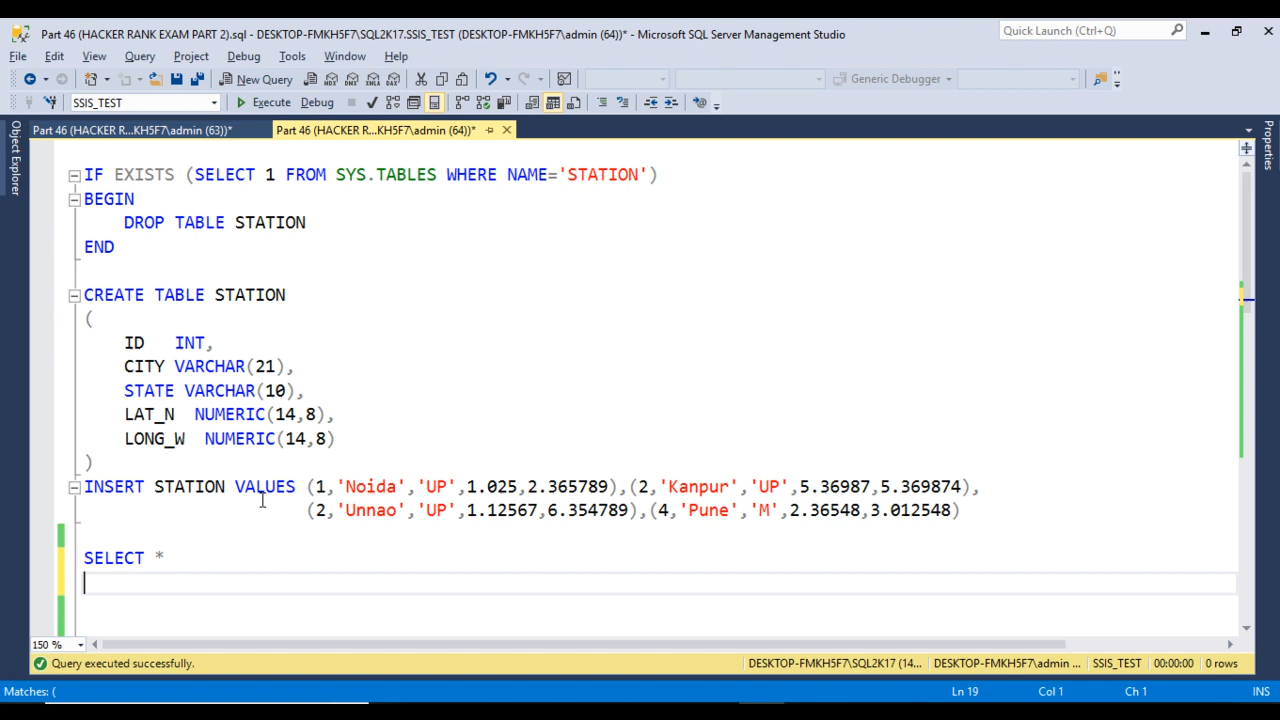 Part 46 (HACKER RANK EXAM PART 2).sql - DESKTOP-FMKH5F7\SQL2K17.SSIS_TEST (DESKTOP-FMKH5F7\admin (64))* - Microsoft SQL Server Management Studio
Quick Launch (Ctrl+Q)
File Edit View Query Project Debug Tools Window Help
New Query
Generic Debugger
SSIS_TEST
Execute Debug
Part 46 (HACKER R...KH5F7\admin (63))*
Part 46 (HACKER R...KH5F7\admin (64))*
Object Explorer
Properties
IF EXISTS (SELECT 1 FROM SYS.TABLES WHERE NAME='STATION')
BEGIN
DROP TABLE STATION
END
CREATE TABLE STATION
(
ID INT,
CITY VARCHAR(21),
STATE VARCHAR(10),
LAT_N NUMERIC(14,8),
LONG_W NUMERIC(14,8)
)
INSERT STATION VALUES (1,'Noida','UP',1.025,2.365789),(2,'Kanpur','UP',5.36987,5.369874),
(2,'Unnao','UP',1.12567,6.354789),(4,'Pune','M',2.36548,3.012548)
SELECT *
150 %
Query executed successfully.
DESKTOP-FMKH5F7\SQL2K17 (14... DESKTOP-FMKH5F7\admin ... SSIS_TEST 00:00:00 0 rows
Matches: (
Ln 19 Col 1 Ch 1 INS